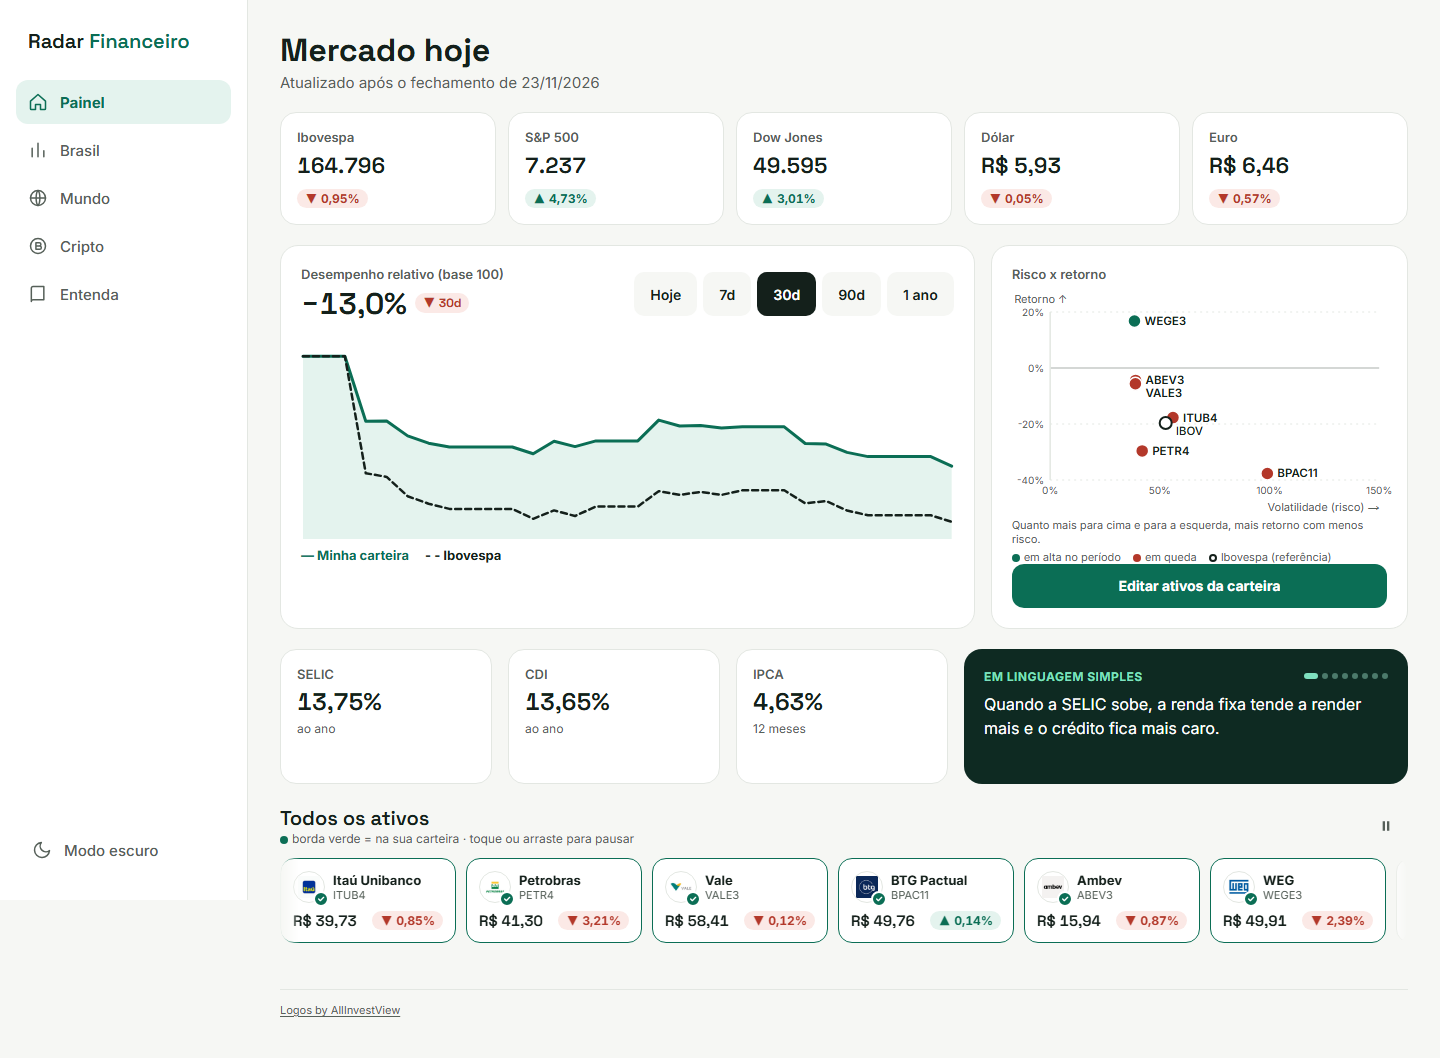 Radar Financeiro
Painel
Brasil
Mundo
Cripto
Entenda
Modo escuro
Mercado hoje
Atualizado após o fechamento de 23/11/2026
Ibovespa
164.796
▼ 0,95%
S&P 500
7.237
▲ 4,73%
Dow Jones
49.595
▲ 3,01%
Dólar
R$ 5,93
▼ 0,05%
Euro
R$ 6,46
▼ 0,57%
Desempenho relativo (base 100)
−13,0% ▼ 30d
Hoje 7d 30d 90d 1 ano
— Minha carteira - - Ibovespa
Risco x retorno
Retorno ↑
20%
0%
-20%
-40%
WEGE3
ABEV3
VALE3
ITUB4
IBOV
PETR4
BPAC11
0% 50% 100% 150%
Volatilidade (risco) →
Quanto mais para cima e para a esquerda, mais retorno com menos
risco.
em alta no período em queda Ibovespa (referência)
Editar ativos da carteira
SELIC
13,75%
ao ano
CDI
13,65%
ao ano
IPCA
4,63%
12 meses
EM LINGUAGEM SIMPLES
Quando a SELIC sobe, a renda fixa tende a render
mais e o crédito fica mais caro.
Todos os ativos
borda verde = na sua carteira · toque ou arraste para pausar
Itaú
Itaú Unibanco
ITUB4
R$ 39,73 ▼ 0,85%
PETROBRAS
Petrobras
PETR4
R$ 41,30 ▼ 3,21%
VALE
Vale
VALE3
R$ 58,41 ▼ 0,12%
btg
BTG Pactual
BPAC11
R$ 49,76 ▲ 0,14%
ambev
Ambev
ABEV3
R$ 15,94 ▼ 0,87%
weg
WEG
WEGE3
R$ 49,91 ▼ 2,39%
Logos by AllInvestView